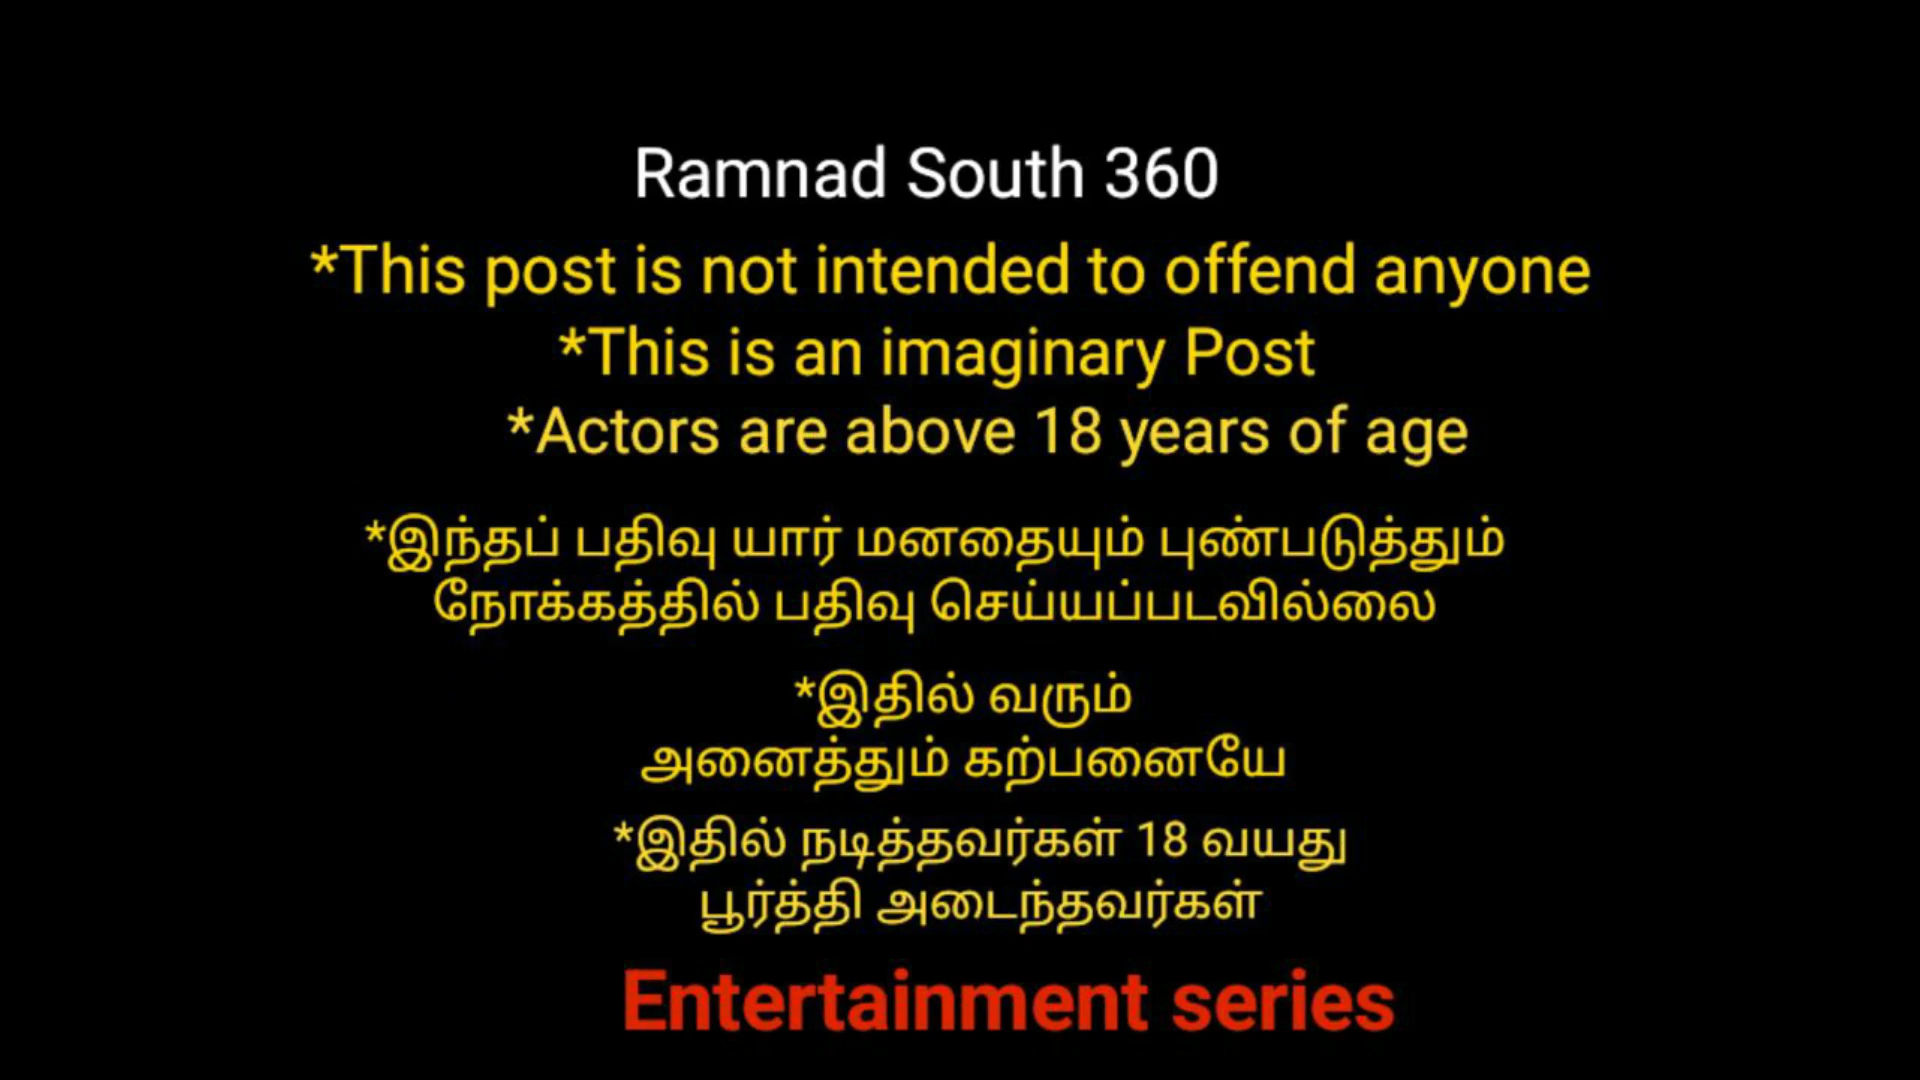 Ramnad South 360
*This post is not intended to offend anyone
*This is an imaginary Post
*Actors are above 18 years of age
*இந்தப் பதிவு யார் மனதையும் புண்படுத்தும்
நோக்கத்தில் பதிவு செய்யப்படவில்லை
*இதில் வரும்
அனைத்தும் கற்பனையே
*இதில் நடித்தவர்கள் 18 வயது
பூர்த்தி அடைந்தவர்கள்
Entertainment series